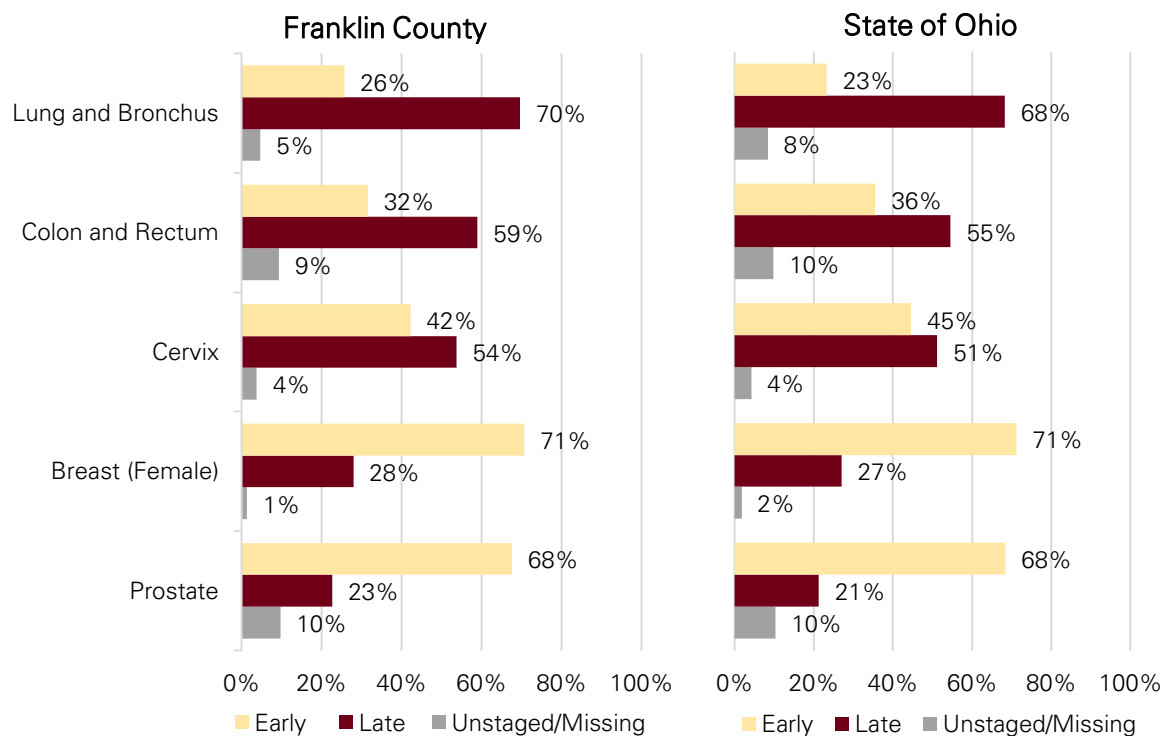 Franklin County
State of Ohio
Lung and Bronchus
26%
70%
5%
23%
68%
8%
Colon and Rectum
32%
59%
9%
36%
55%
10%
Cervix
42%
54%
4%
45%
51%
4%
Breast (Female)
71%
28%
1%
71%
27%
2%
Prostate
68%
23%
10%
68%
21%
10%
0% 20% 40% 60% 80% 100%
0% 20% 40% 60% 80% 100%
Early Late Unstaged/Missing
Early Late Unstaged/Missing